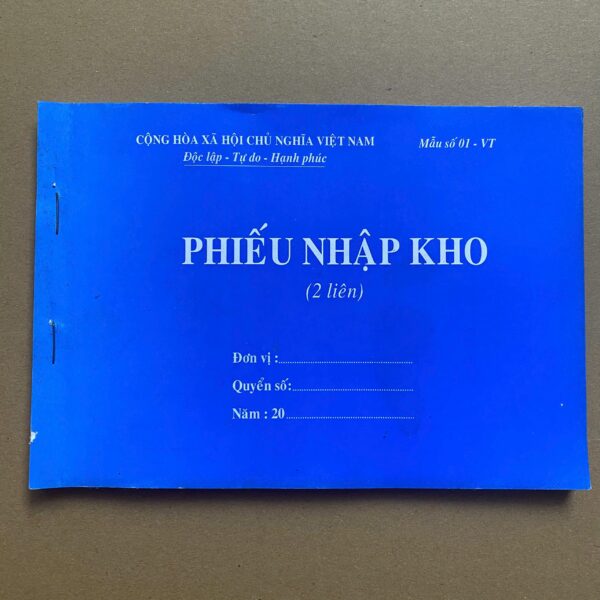 CỘNG HÒA XÃ HỘI CHỦ NGHĨA VIỆT NAM
Mẫu số 01 - VT
Độc lập - Tự do - Hạnh phúc
PHIẾU NHẬP KHO
(2 liên)
Đơn vị :
Quyển số:
Năm : 20